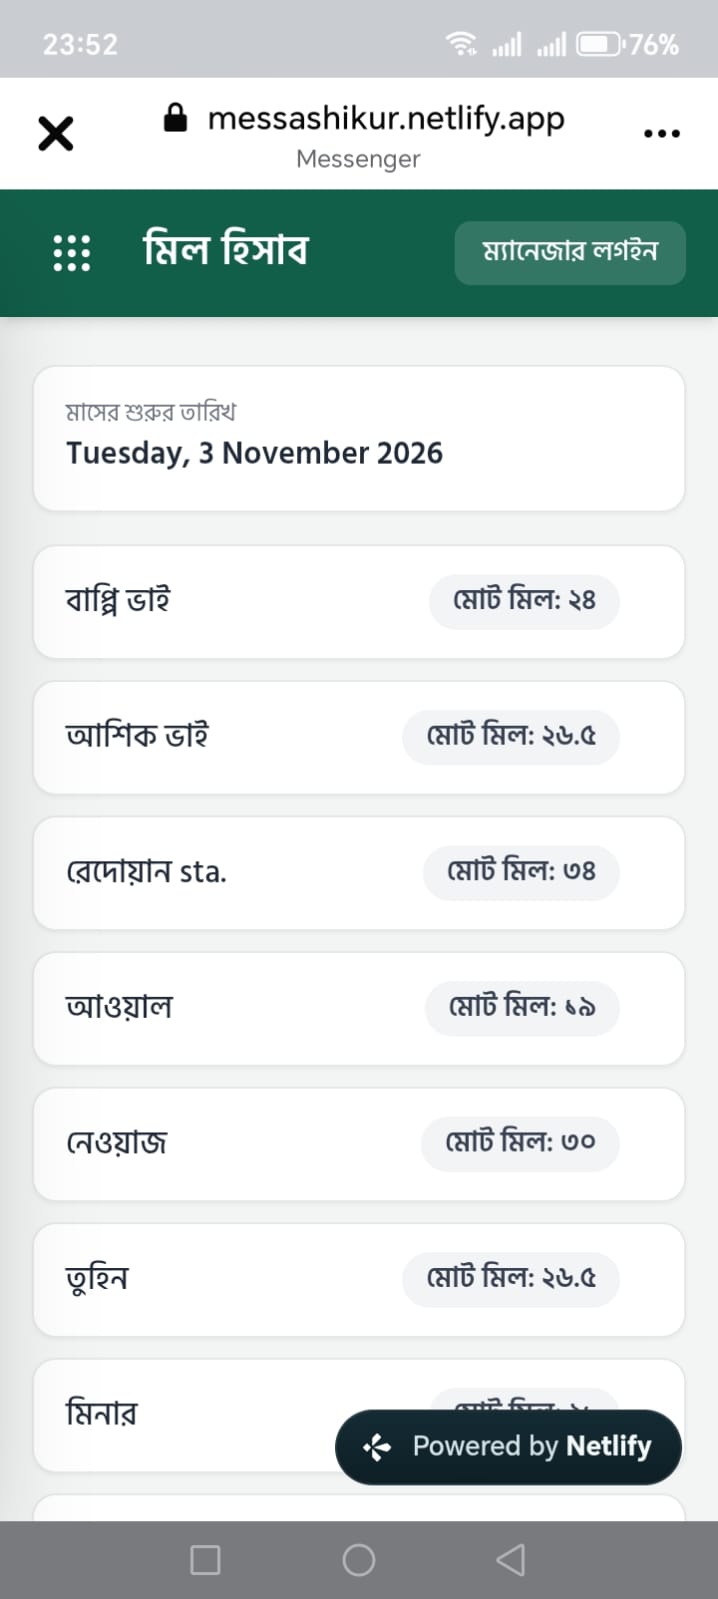 23:52
76%
messashikur.netlify.app
Messenger
মিল হিসাব
ম্যানেজার লগইন
মাসের শুরুর তারিখ
Tuesday, 3 November 2026
বাপ্পি ভাই
মোট মিল: ২৪
আশিক ভাই
মোট মিল: ২৬.৫
রেদোয়ান sta.
মোট মিল: ৩৪
আওয়াল
মোট মিল: ১৯
নেওয়াজ
মোট মিল: ৩০
তুহিন
মোট মিল: ২৬.৫
মিনার
মোট মিল:
Powered by Netlify